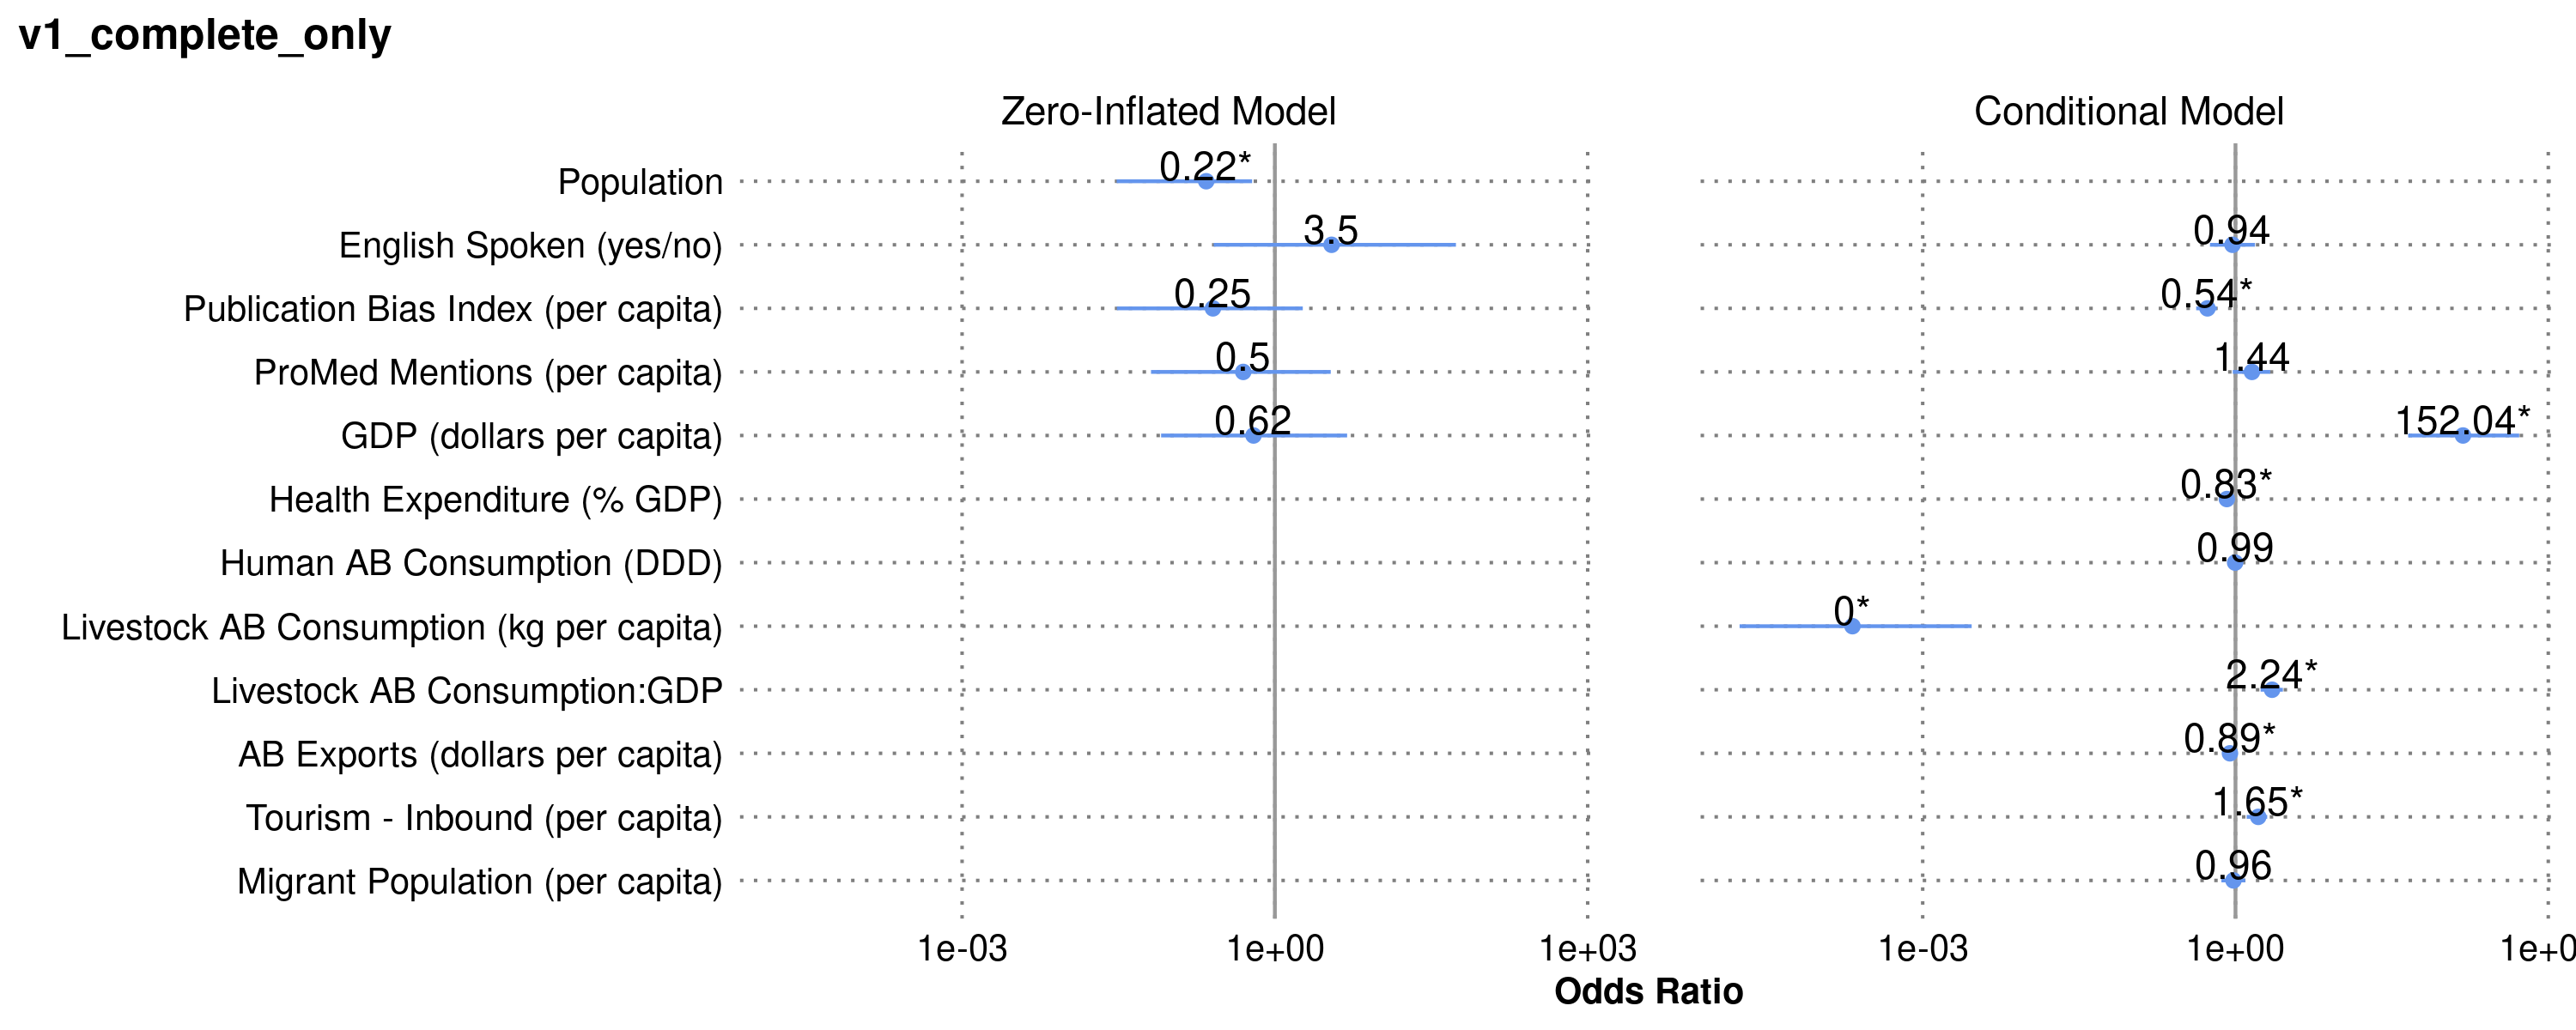 v1_complete_only
Zero-Inflated Model Conditional Model
Population 0.22*
English Spoken (yes/no) 3.5 0.94
Publication Bias Index (per capita) 0.25 0.54*
ProMed Mentions (per capita) 0.5 1.44
GDP (dollars per capita) 0.62 152.04*
Health Expenditure (% GDP) 0.83*
Human AB Consumption (DDD) 0.99
Livestock AB Consumption (kg per capita) 0*
Livestock AB Consumption:GDP 2.24*
AB Exports (dollars per capita) 0.89*
Tourism - Inbound (per capita) 1.65*
Migrant Population (per capita) 0.96
1e-03 1e+00 1e+03 1e-03 1e+00 1e+0
Odds Ratio